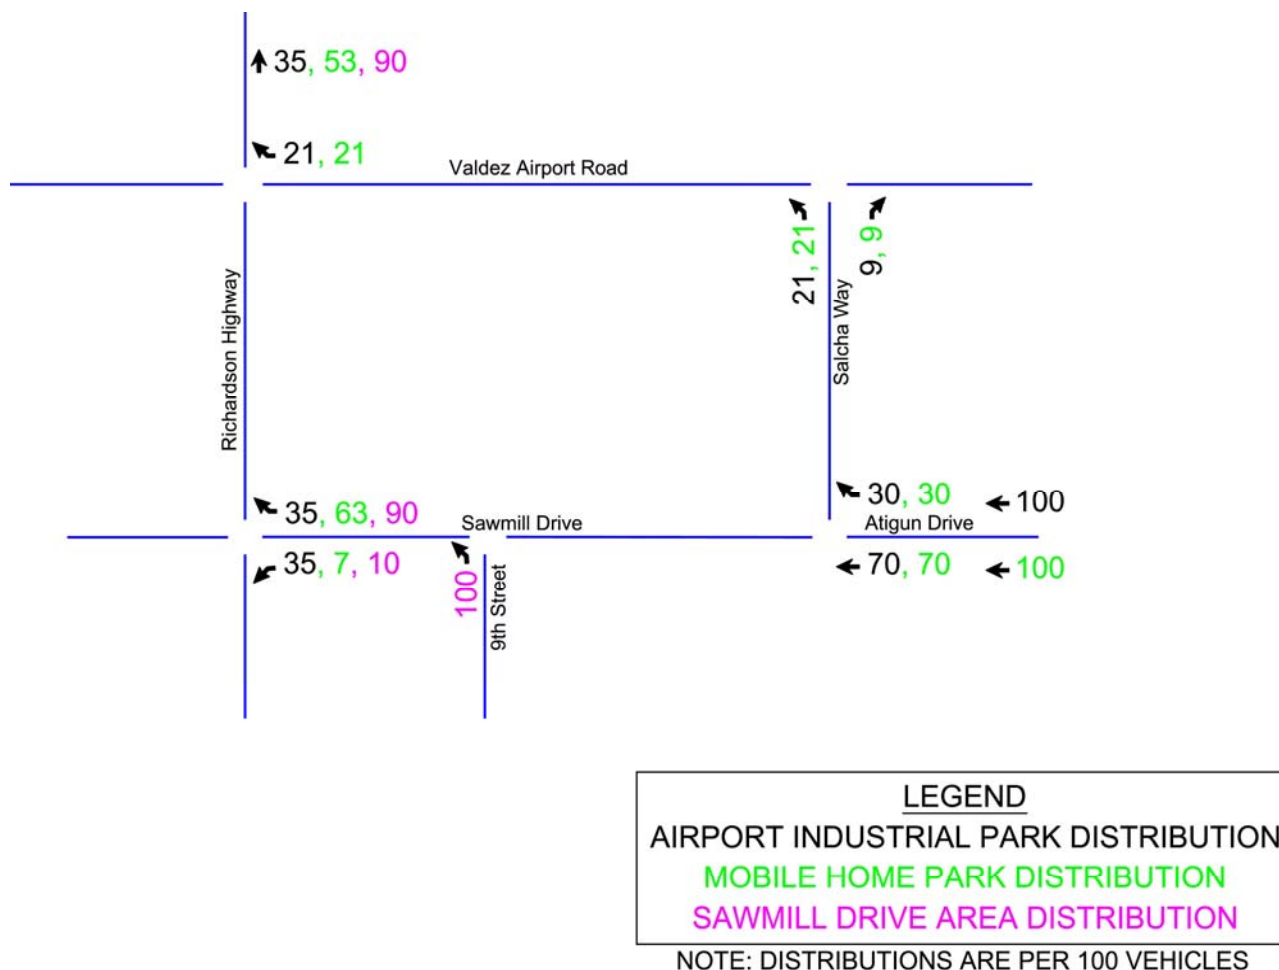 35, 53, 90
21, 21
Valdez Airport Road
21, 21
9, 9
Richardson Highway
Salcha Way
30, 30
100
35, 63, 90
Sawmill Drive
Atigun Drive
35, 7, 10
100
9th Street
70, 70
100
LEGEND
AIRPORT INDUSTRIAL PARK DISTRIBUTION
MOBILE HOME PARK DISTRIBUTION
SAWMILL DRIVE AREA DISTRIBUTION
NOTE: DISTRIBUTIONS ARE PER 100 VEHICLES